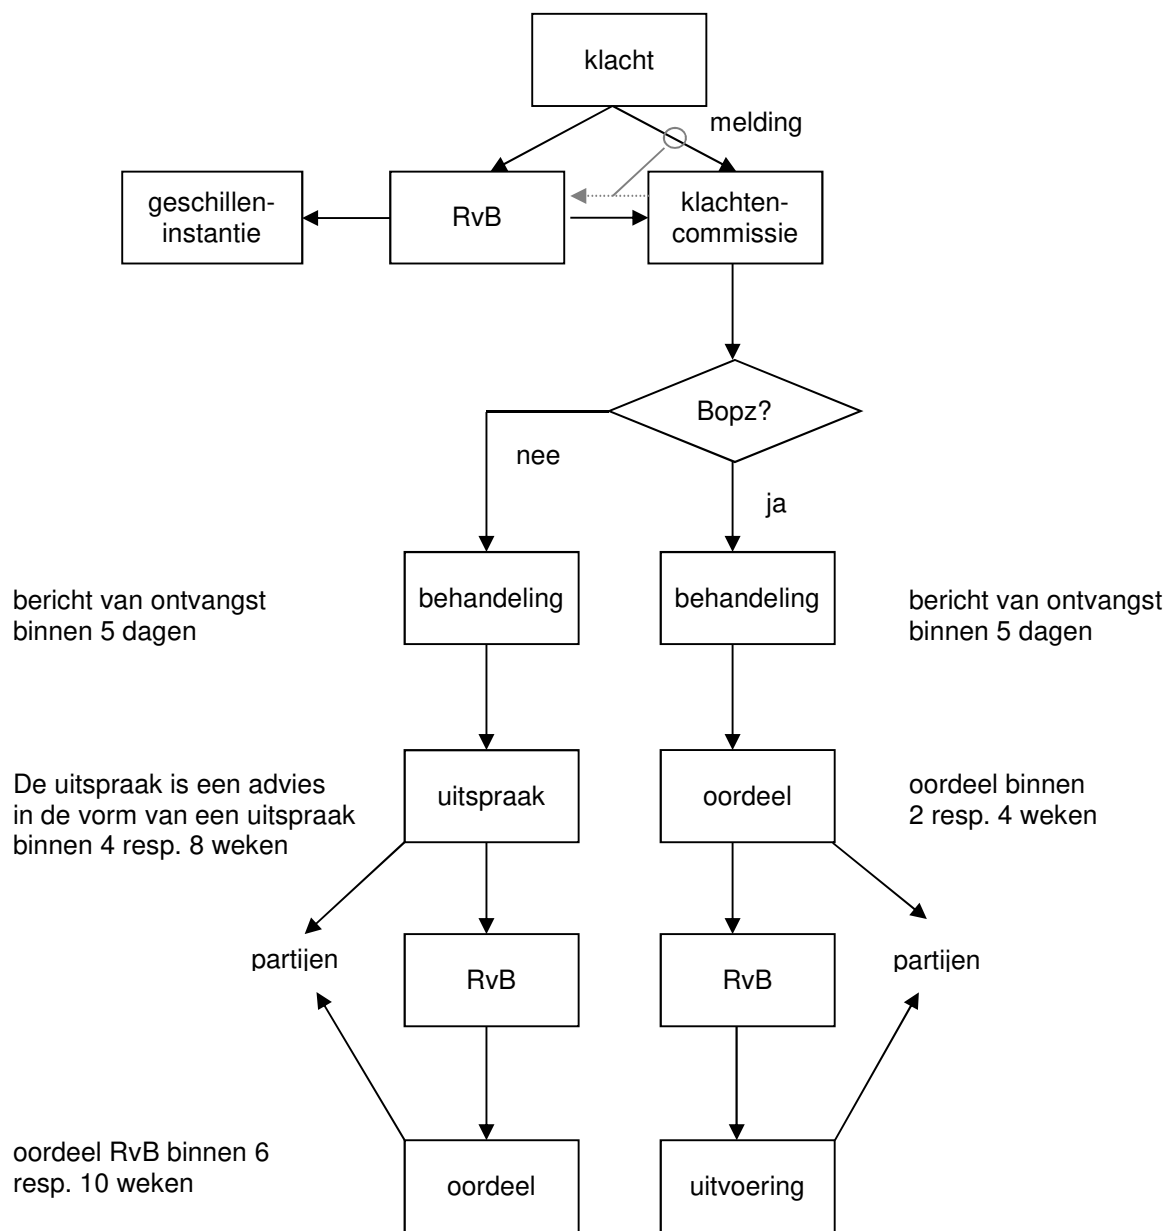 klacht
melding
geschillen-
instantie
RvB
klachten-
commissie
Bopz?
nee
ja
bericht van ontvangst
binnen 5 dagen
behandeling
behandeling
bericht van ontvangst
binnen 5 dagen
De uitspraak is een advies
in de vorm van een uitspraak
binnen 4 resp. 8 weken
uitspraak
oordeel
oordeel binnen
2 resp. 4 weken
partijen
RvB
RvB
partijen
oordeel RvB binnen 6
resp. 10 weken
oordeel
uitvoering